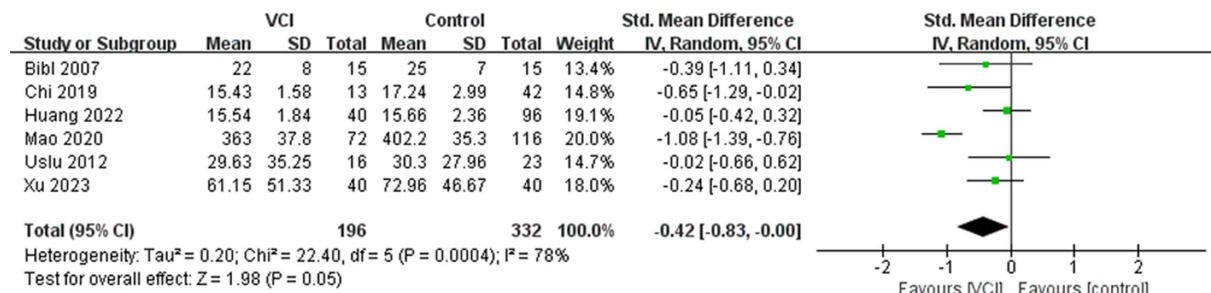 VCI Control Std. Mean Difference Std. Mean Difference
Study or Subgroup Mean SD Total Mean SD Total Weight IV, Random, 95% CI IV, Random, 95% CI
Bibl 2007 22 8 15 25 7 15 13.4% -0.39 [-1.11, 0.34]
Chi 2019 15.43 1.58 13 17.24 2.99 42 14.8% -0.65 [-1.29, -0.02]
Huang 2022 15.54 1.84 40 15.66 2.36 96 19.1% -0.05 [-0.42, 0.32]
Mao 2020 363 37.8 72 402.2 35.3 116 20.0% -1.08 [-1.39, -0.76]
Uslu 2012 29.63 35.25 16 30.3 27.96 23 14.7% -0.02 [-0.66, 0.62]
Xu 2023 61.15 51.33 40 72.96 46.67 40 18.0% -0.24 [-0.68, 0.20]
Total (95% CI) 196 332 100.0% -0.42 [-0.83, -0.00]
Heterogeneity: Tau² = 0.20; Chi² = 22.40, df = 5 (P = 0.0004); I² = 78%
Test for overall effect: Z = 1.98 (P = 0.05)
-2 -1 0 1 2
Favours [VCI] Favours [control]